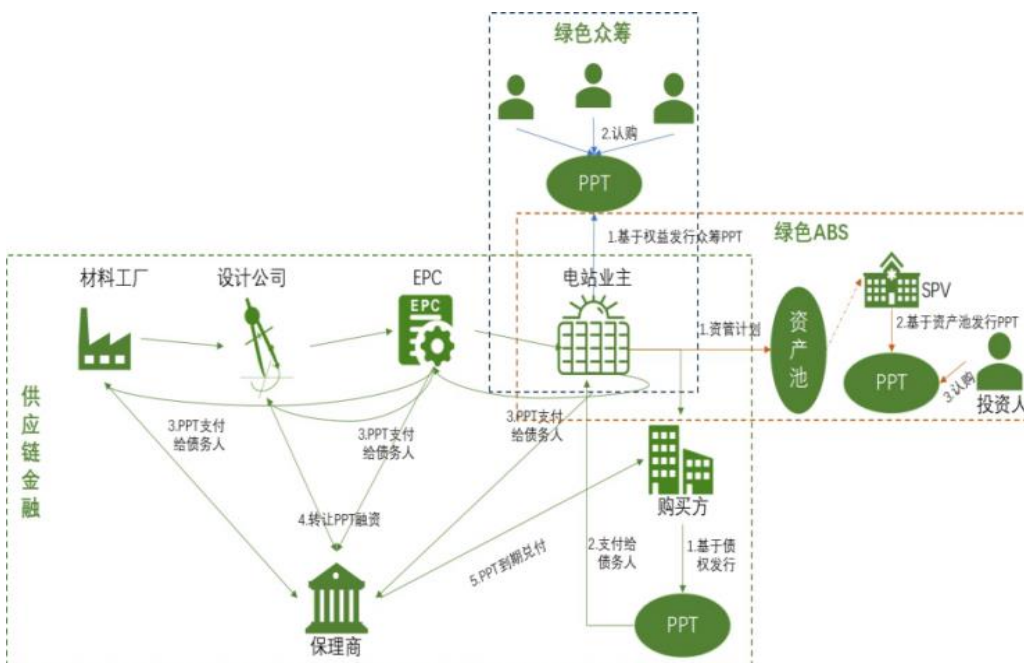 绿色众筹
2.认购
PPT
1.基于权益发行众筹PPT
绿色ABS
材料工厂
设计公司
EPC
电站业主
EPC
SPV
资产池
1.资管计划
2.基于资产池发行PPT
PPT
3.认购
投资人
供应链金融
3.PPT支付
给债务人
3.PPT支付
给债务人
3.PPT支付
给债务人
购买方
4.转让PPT融资
5.PPT到期兑付
2.支付给
债务人
1.基于债
权发行
PPT
保理商